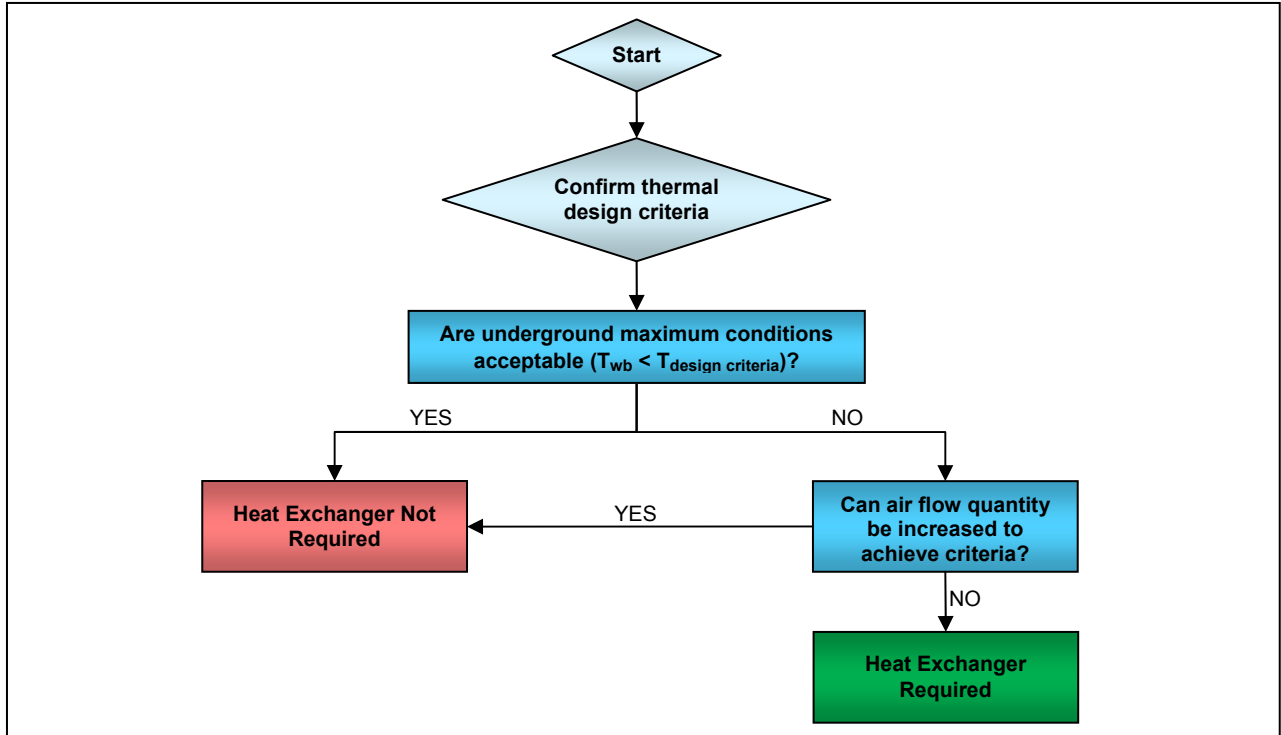 Start
Confirm thermal
design criteria
Are underground maximum conditions
acceptable (Twb < Tdesign criteria)?
YES
NO
Heat Exchanger Not
Required
YES
Can air flow quantity
be increased to
achieve criteria?
NO
Heat Exchanger
Required